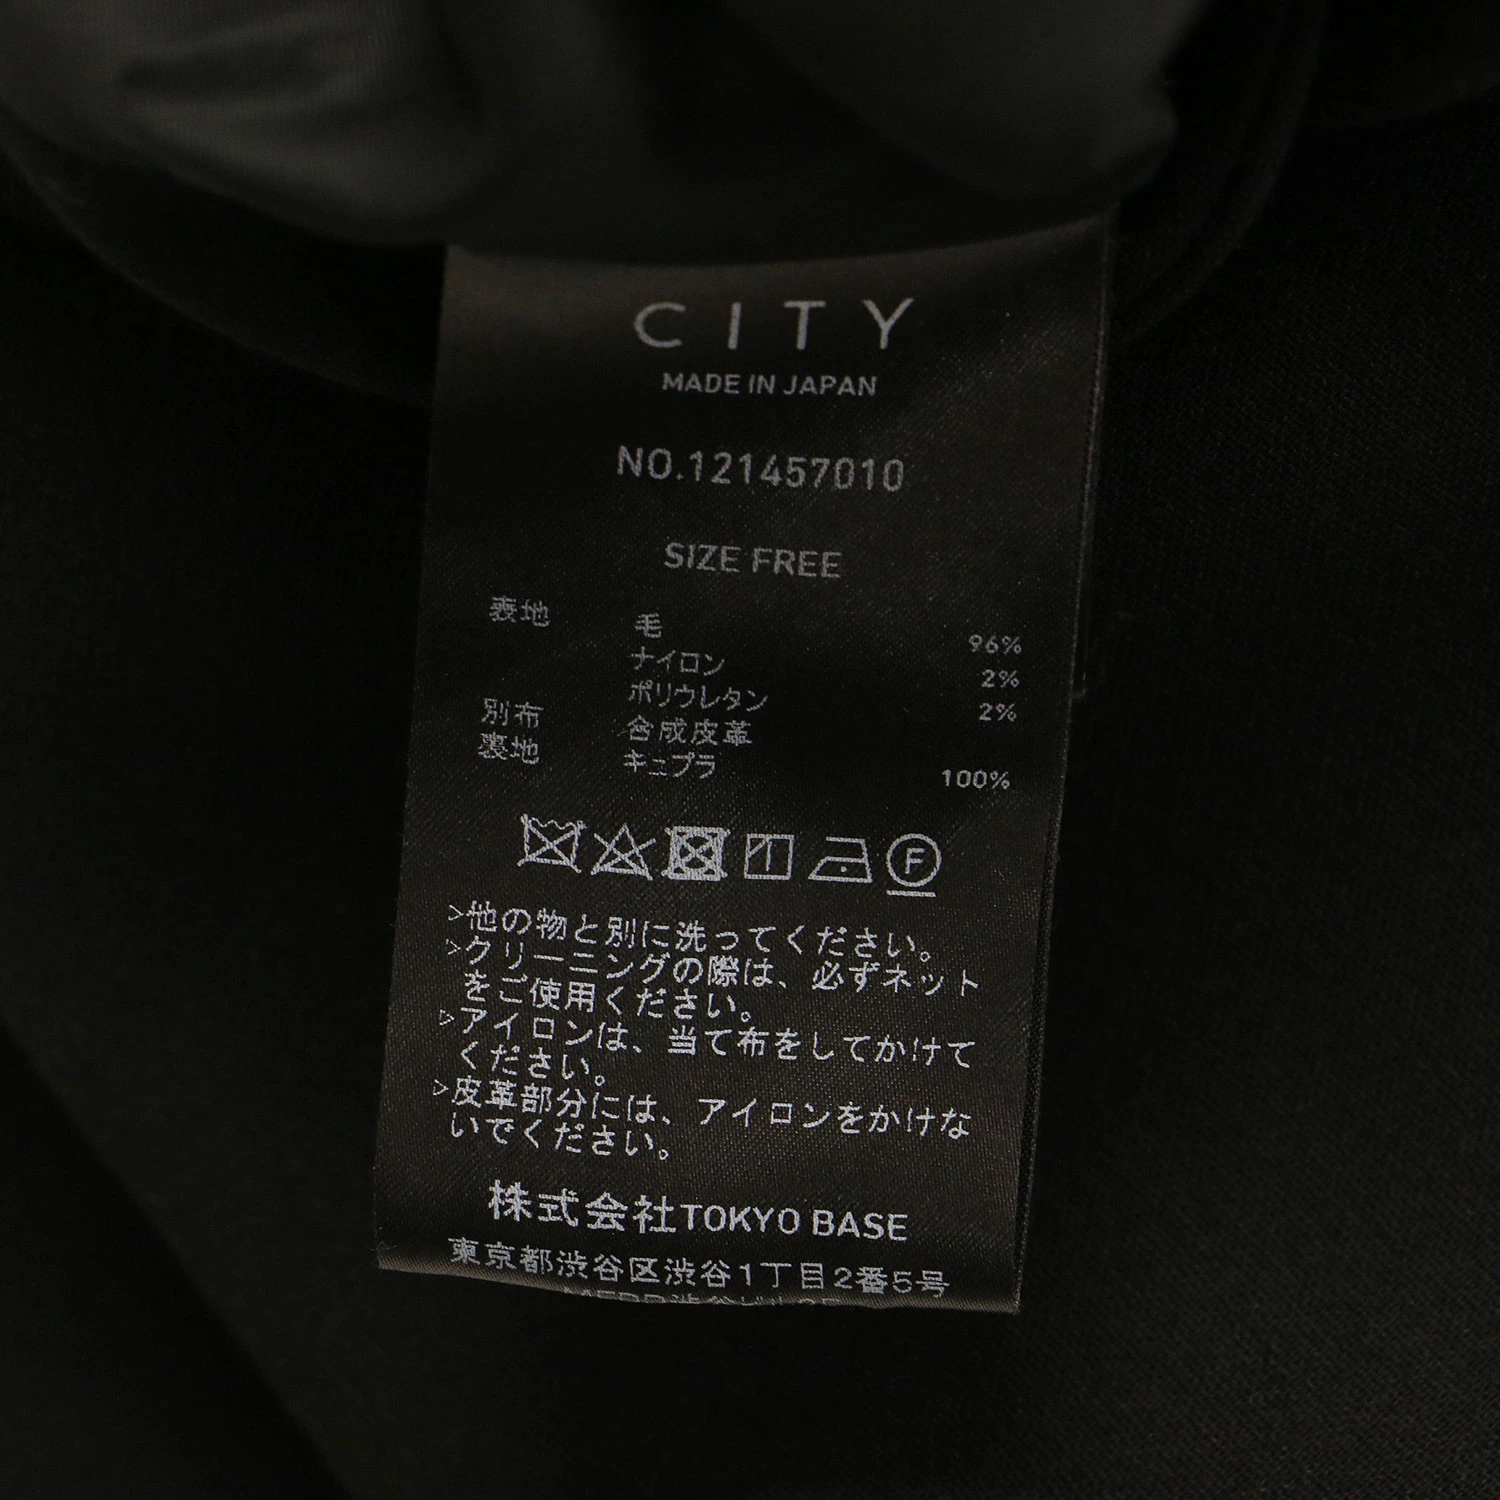 CITY
MADE IN JAPAN
NO.121457010
SIZE FREE
表地 毛 96%
ナイロン 2%
ポリウレタン 2%
別布 合成皮革
裏地 キュプラ 100%
F
▷他の物と別に洗ってください。
▷クリーニングの際は、必ずネット
をご使用ください。
▷アイロンは、当て布をしてかけて
ください。
▷皮革部分には、アイロンをかけな
いでください。
株式会社TOKYO BASE
東京都渋谷区渋谷1丁目2番5号